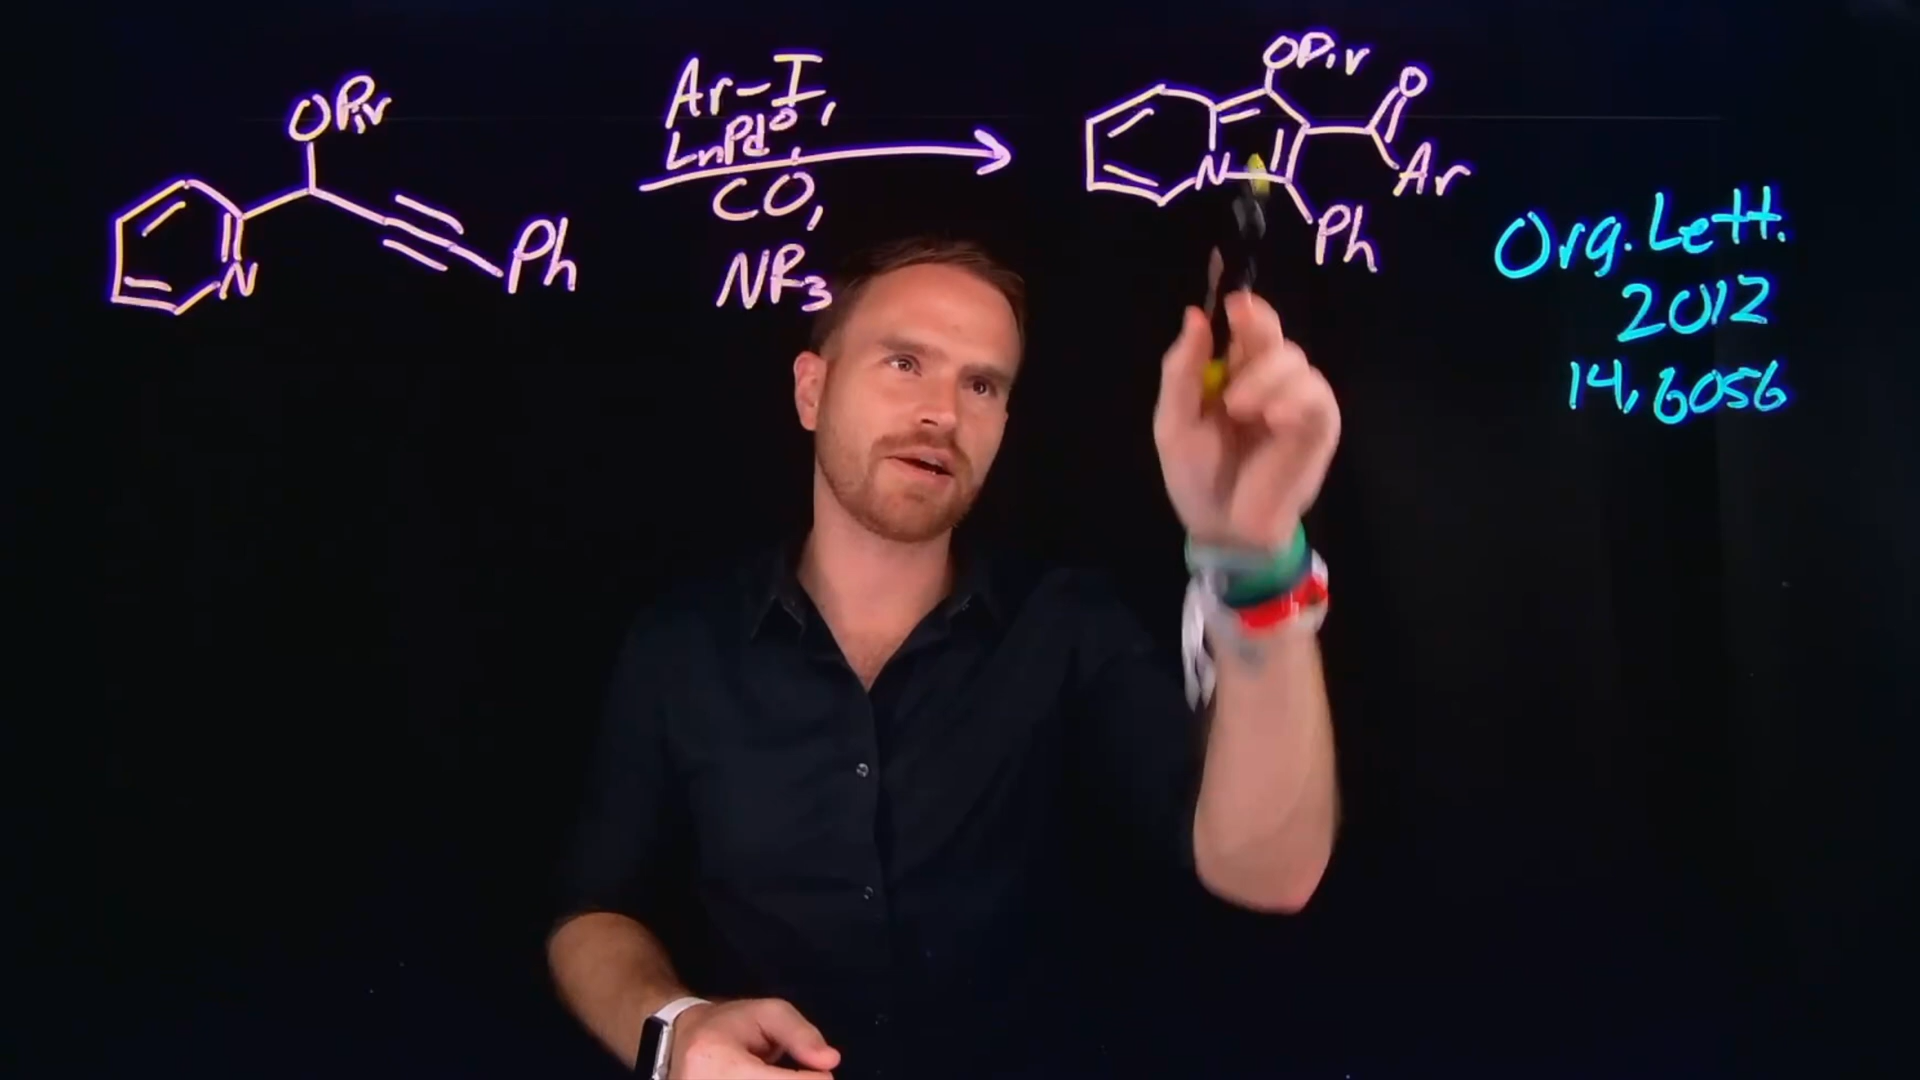 OPiv
N
Ph
Ar-I,
LnPd⁰,
CO,
NR₃
OPiv
O
N
Ar
Ph
Org. Lett.
2012
14, 6056